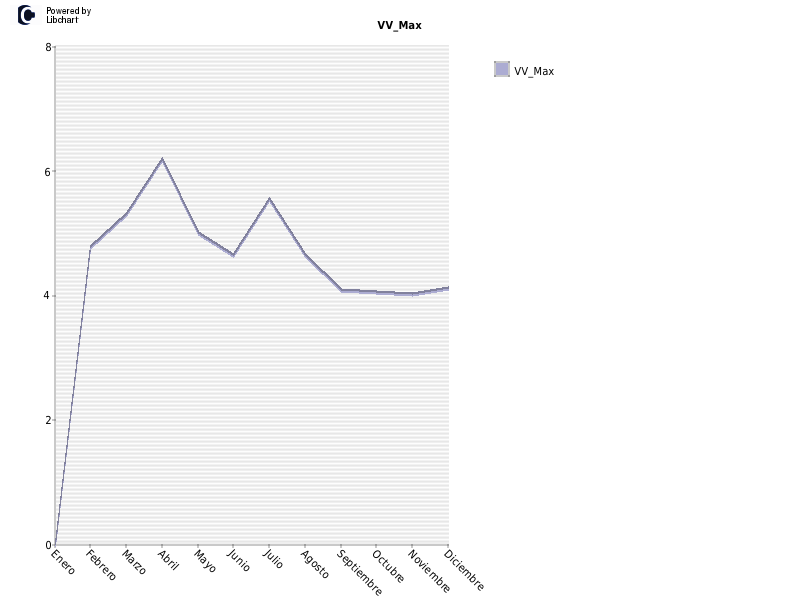 Powered by
Libchart
VV_Max
8
6
4
2
0
VV_Max
Enero
Febrero
Marzo
Abril
Mayo
Junio
Julio
Agosto
Septiembre
Octubre
Noviembre
Diciembre